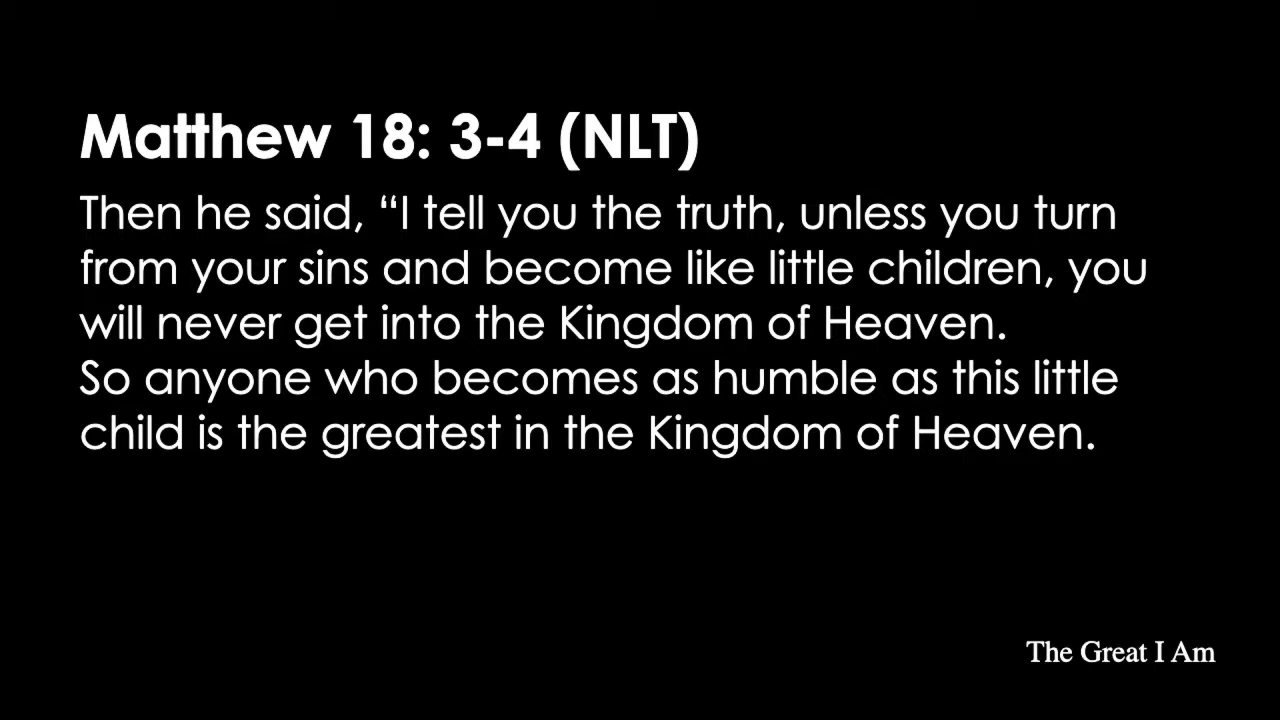 Matthew 18: 3-4 (NLT)
Then he said, “I tell you the truth, unless you turn
from your sins and become like little children, you
will never get into the Kingdom of Heaven.
So anyone who becomes as humble as this little
child is the greatest in the Kingdom of Heaven.
The Great I Am